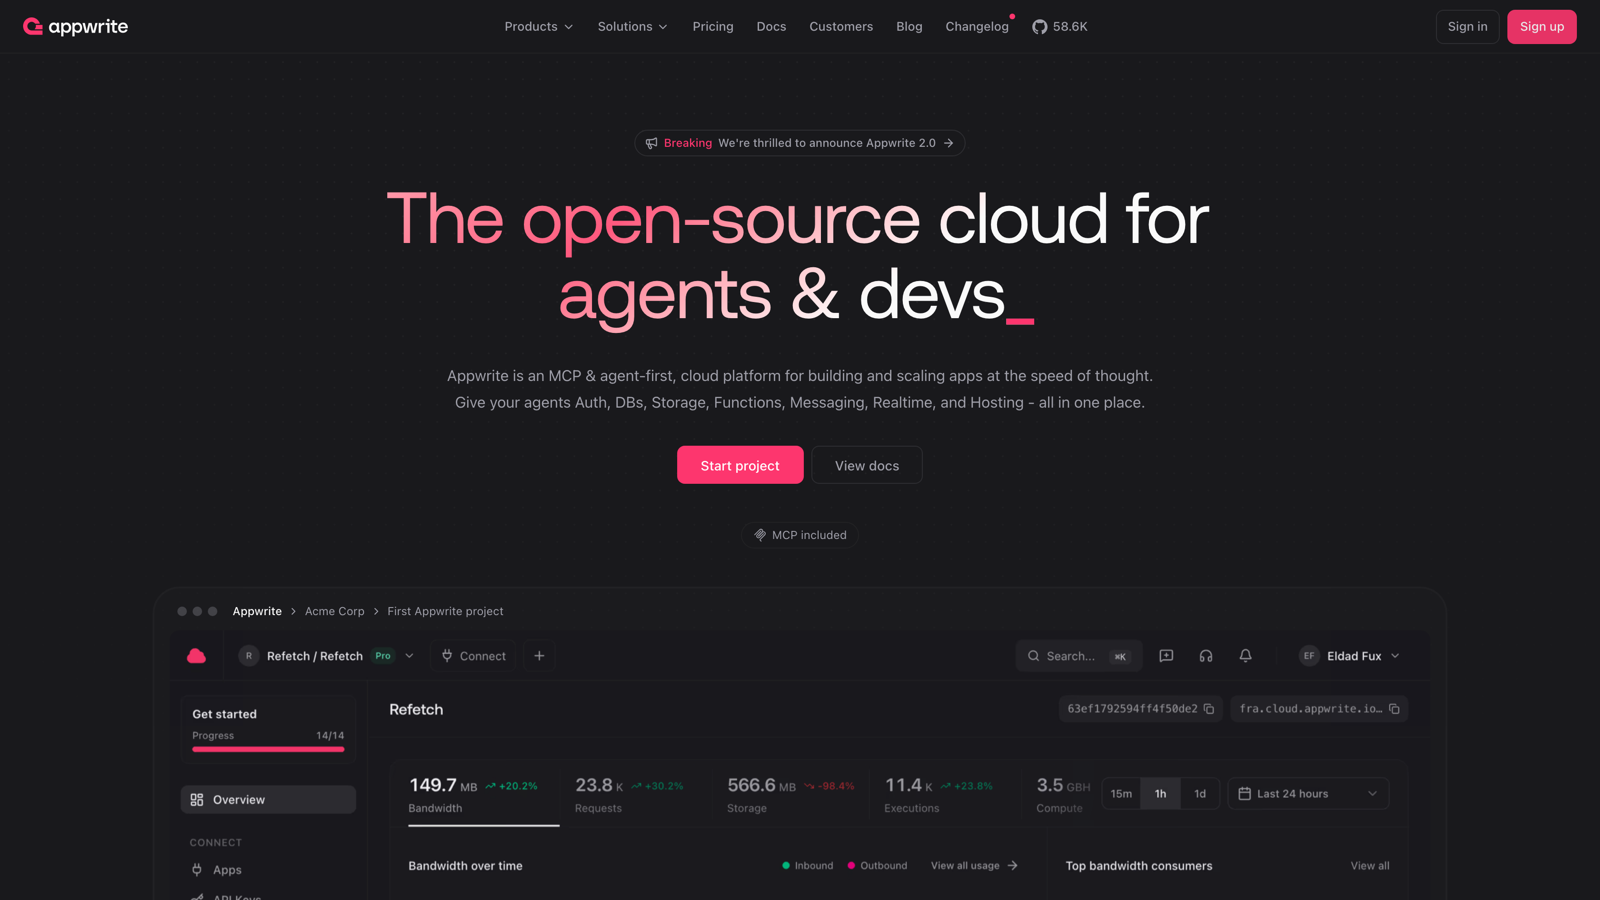 appwrite
Products
Solutions
Pricing
Docs
Customers
Blog
Changelog
58.6K
Sign in
Sign up
Breaking We're thrilled to announce Appwrite 2.0
The open-source cloud for
agents & devs_
Appwrite is an MCP & agent-first, cloud platform for building and scaling apps at the speed of thought.
Give your agents Auth, DBs, Storage, Functions, Messaging, Realtime, and Hosting - all in one place.
Start project
View docs
MCP included
Appwrite > Acme Corp > First Appwrite project
R Refetch / Refetch Pro
Connect
+
Search... ⌘K
EF Eldad Fux
Get started
Progress 14/14
Refetch
63ef1792594ff4f50de2
fra.cloud.appwrite.io...
Overview
149.7 MB +20.2%
Bandwidth
23.8 K +30.2%
Requests
566.6 MB -98.4%
Storage
11.4 K +23.8%
Executions
3.5 GBH
Compute
15m 1h 1d
Last 24 hours
CONNECT
Apps
API Keys
Bandwidth over time
Inbound
Outbound
View all usage
Top bandwidth consumers
View all